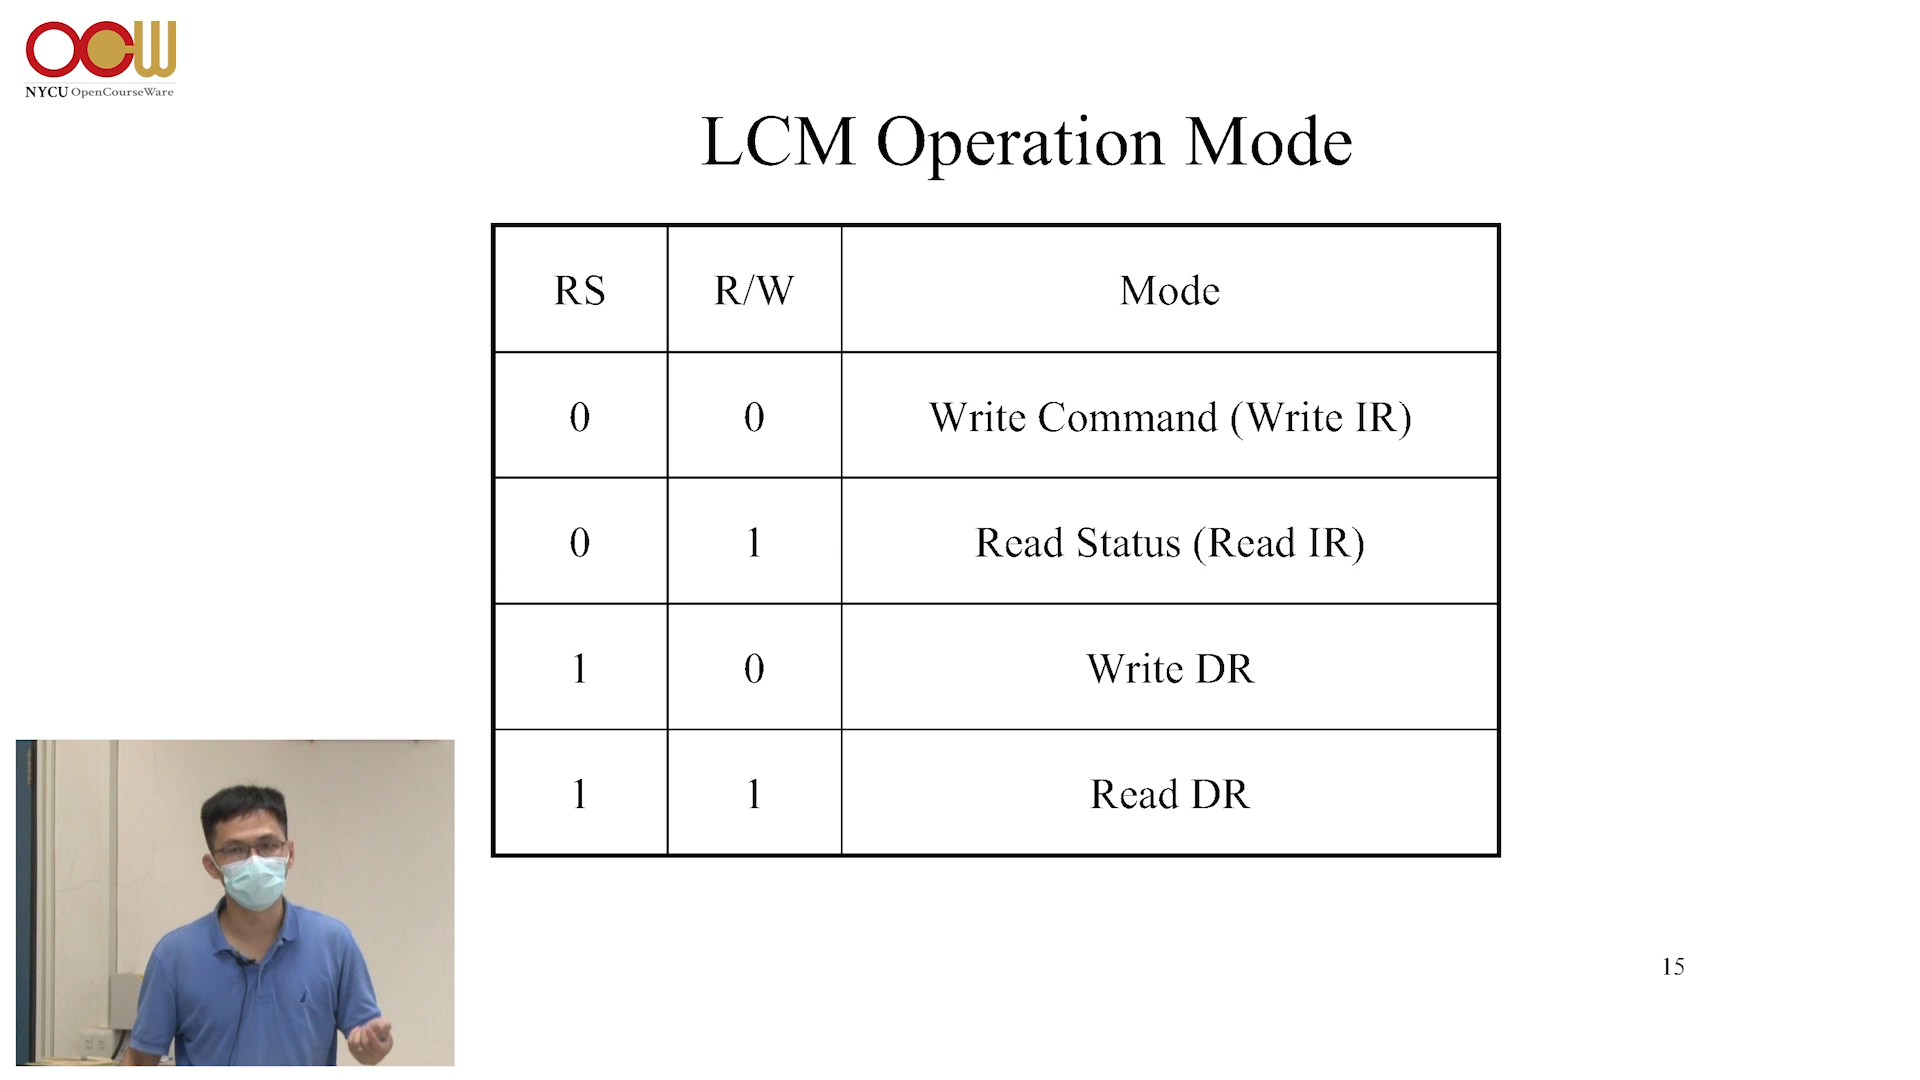 OCW
NYCU OpenCourseWare
LCM Operation Mode
RS R/W Mode
0 0 Write Command (Write IR)
0 1 Read Status (Read IR)
1 0 Write DR
1 1 Read DR
15